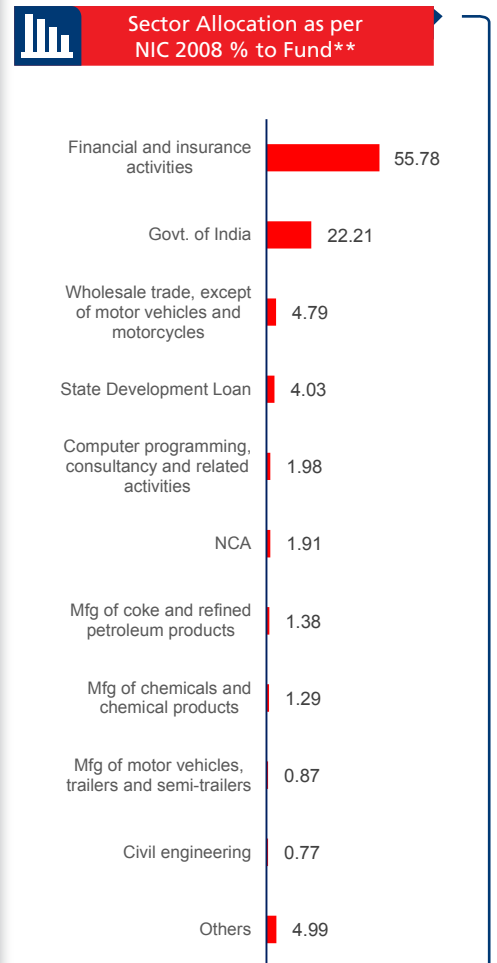 Sector Allocation as per
NIC 2008 % to Fund**
Financial and insurance
activities
55.78
Govt. of India
22.21
Wholesale trade, except
of motor vehicles and
motorcycles
4.79
State Development Loan
4.03
Computer programming,
consultancy and related
activities
1.98
NCA
1.91
Mfg of coke and refined
petroleum products
1.38
Mfg of chemicals and
chemical products
1.29
Mfg of motor vehicles,
trailers and semi-trailers
0.87
Civil engineering
0.77
Others
4.99